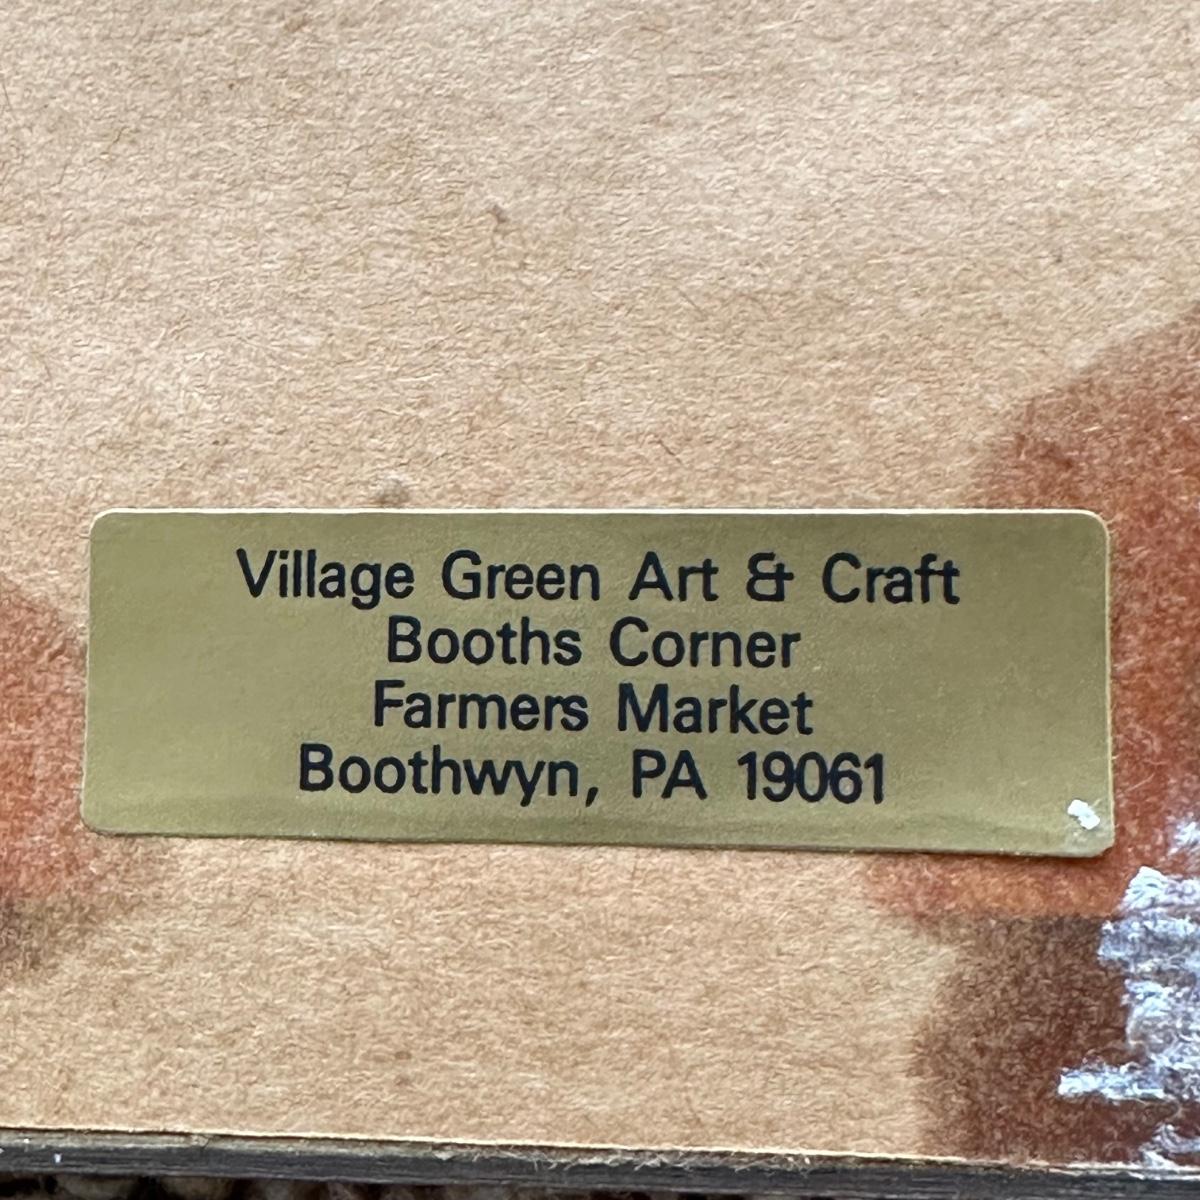 Village Green Art & Craft
Booths Corner
Farmers Market
Boothwyn, PA 19061